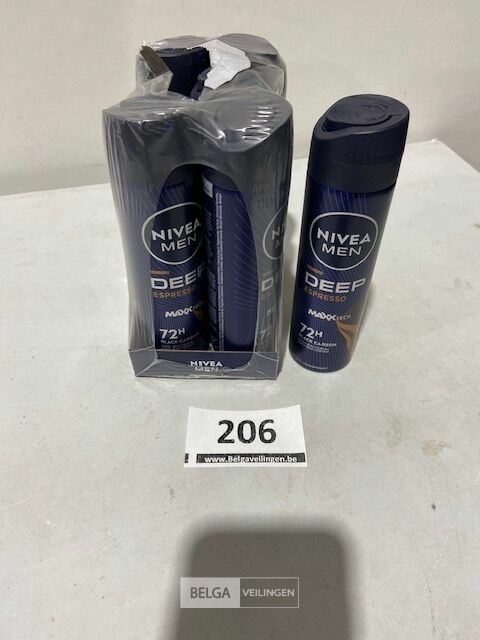 NIVEA
MEN
DEEP
ESPRESSO
MAXXTECH
72H
BLACK CARBON
NIVEA
MEN
NIVEA
MEN
DEEP
ESPRESSO
MAXXTECH
72H
BLACK CARBON
206
www.Belgaveilingen.be
BELGA VEILINGEN